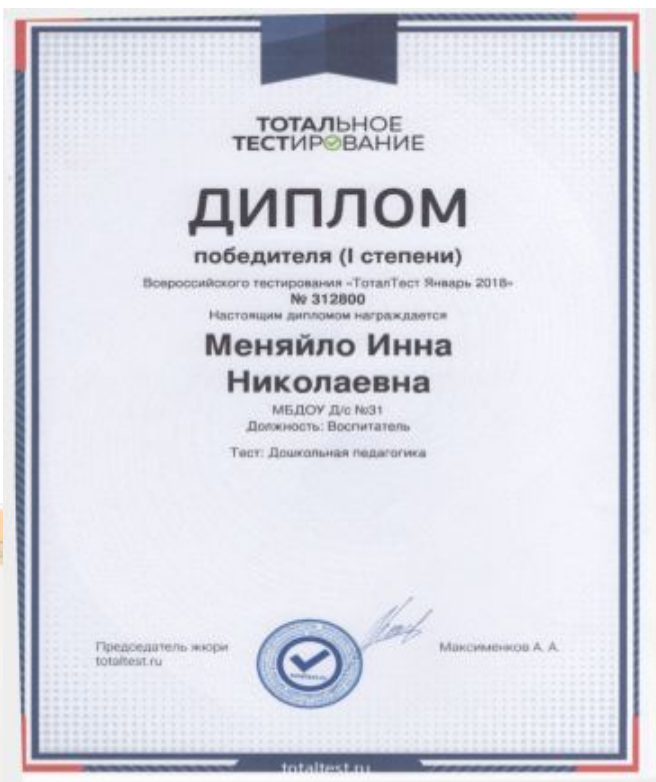 ТОТАЛЬНОЕ
ТЕСТИРОВАНИЕ
ДИПЛОМ
победителя (I степени)
Всероссийского тестирования «ТоталТест Январь 2018»
№ 312800
Настоящим дипломом награждается
Меняйло Инна
Николаевна
МБДОУ Д/с №31
Должность: Воспитатель
Тест: Дошкольная педагогика
Председатель жюри
totaltest.ru
Максименков А. А.
totaltest.ru